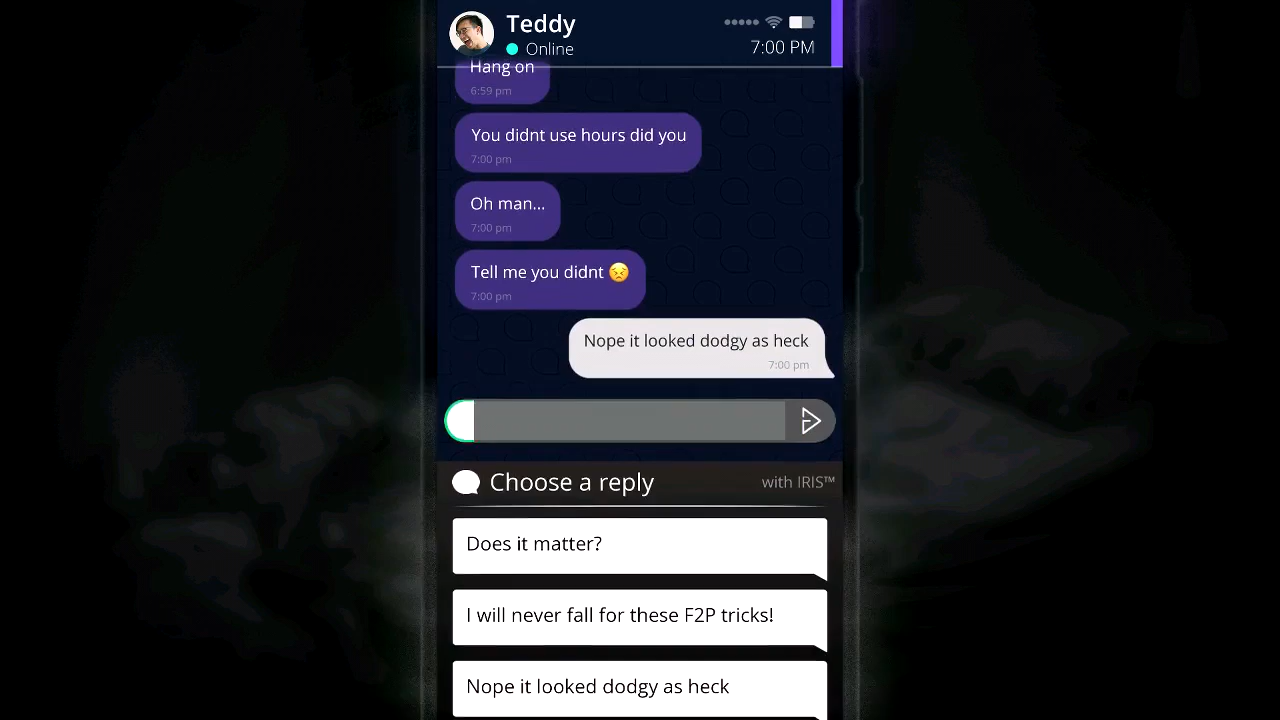 Teddy
Online
7:00 PM
Hang on
6:59 pm
You didnt use hours did you
7:00 pm
Oh man...
7:00 pm
Tell me you didnt 😣
7:00 pm
Nope it looked dodgy as heck
7:00 pm
Choose a reply
with IRIS™
Does it matter?
I will never fall for these F2P tricks!
Nope it looked dodgy as heck